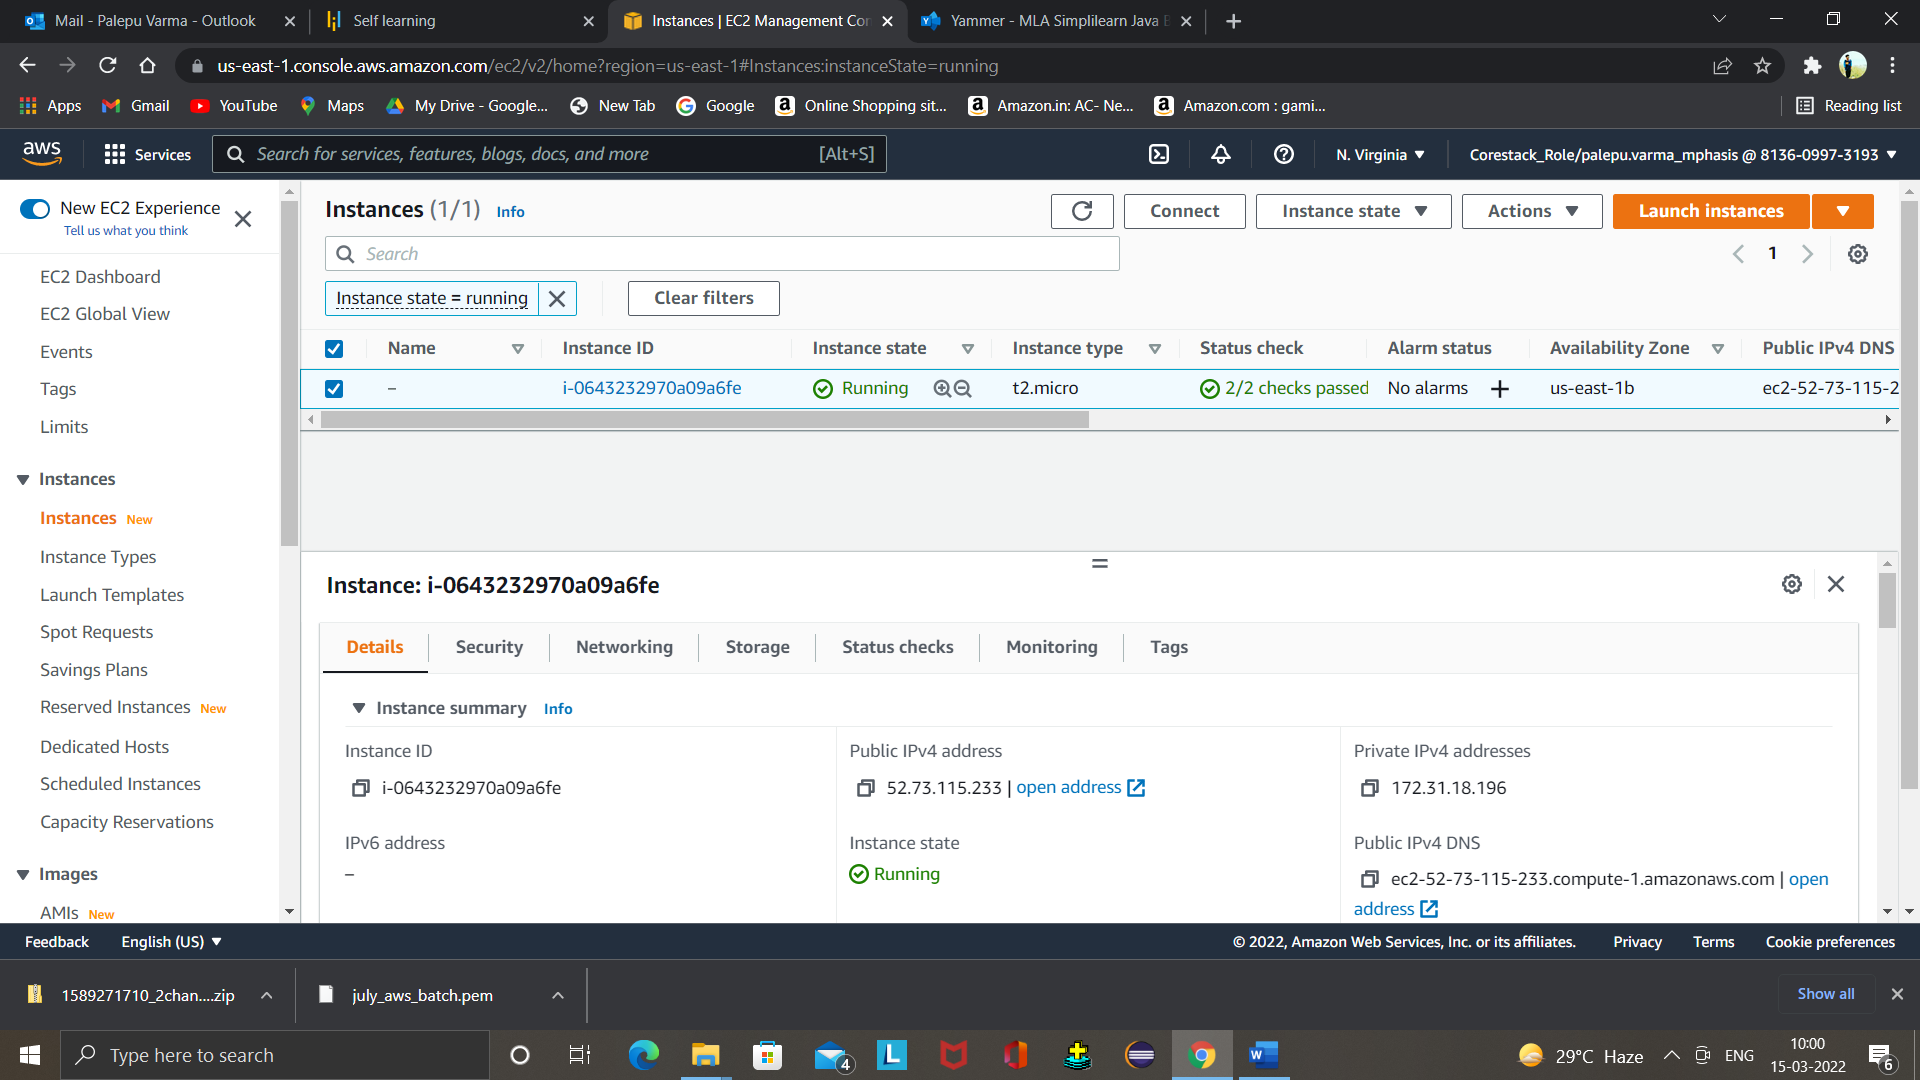 Mail - Palepu Varma - Outlook
Self learning
Instances | EC2 Management Con
Yammer - MLA Simplilearn Java B
us-east-1.console.aws.amazon.com/ec2/v2/home?region=us-east-1#Instances:instanceState=running
Apps
Gmail
YouTube
Maps
My Drive - Google...
New Tab
Google
Online Shopping sit...
Amazon.in: AC- Ne...
Amazon.com : gami...
Reading list
aws
Services
Search for services, features, blogs, docs, and more
[Alt+S]
N. Virginia
Corestack_Role/palepu.varma_mphasis @ 8136-0997-3193
New EC2 Experience
Tell us what you think
EC2 Dashboard
EC2 Global View
Events
Tags
Limits
Instances
Instances New
Instance Types
Launch Templates
Spot Requests
Savings Plans
Reserved Instances New
Dedicated Hosts
Scheduled Instances
Capacity Reservations
Images
AMIs New
Instances (1/1) Info
Connect
Instance state
Actions
Launch instances
Search
1
Instance state = running
Clear filters
Name
Instance ID
Instance state
Instance type
Status check
Alarm status
Availability Zone
Public IPv4 DNS
–
i-0643232970a09a6fe
Running
t2.micro
2/2 checks passed
No alarms
us-east-1b
ec2-52-73-115-2
Instance: i-0643232970a09a6fe
Details
Security
Networking
Storage
Status checks
Monitoring
Tags
Instance summary Info
Instance ID
i-0643232970a09a6fe
Public IPv4 address
52.73.115.233 | open address
Private IPv4 addresses
172.31.18.196
IPv6 address
–
Instance state
Running
Public IPv4 DNS
ec2-52-73-115-233.compute-1.amazonaws.com | open
address
Feedback
English (US)
© 2022, Amazon Web Services, Inc. or its affiliates.
Privacy
Terms
Cookie preferences
1589271710_2chan....zip
july_aws_batch.pem
Show all
Type here to search
4
L
29°C Haze
ENG
10:00
15-03-2022
6